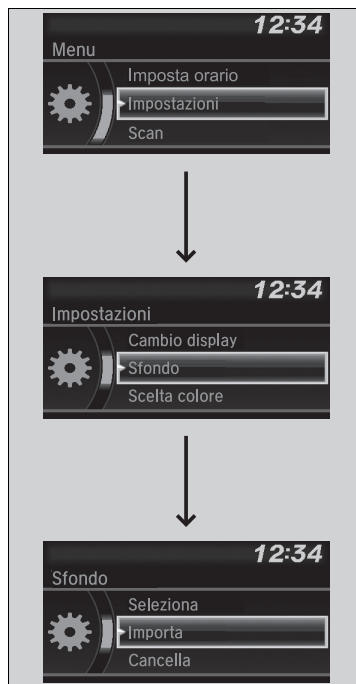 12:34
Menu
Imposta orario
Impostazioni
Scan
12:34
Impostazioni
Cambio display
Sfondo
Scelta colore
12:34
Sfondo
Seleziona
Importa
Cancella